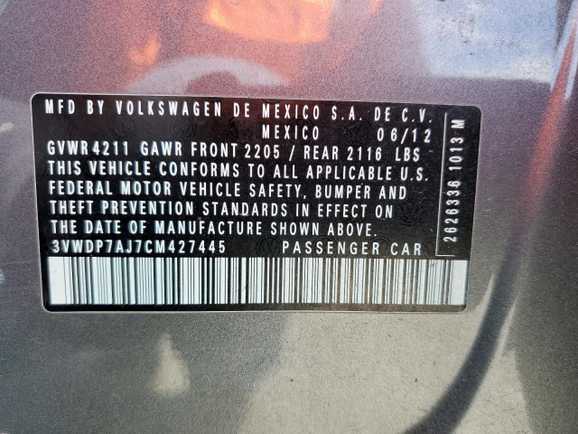 MFD BY VOLKSWAGEN DE MEXICO S.A. DE C.V.
MEXICO 06/12
GVWR 4211 GAWR FRONT 2205 / REAR 2116 LBS
THIS VEHICLE CONFORMS TO ALL APPLICABLE U.S.
FEDERAL MOTOR VEHICLE SAFETY, BUMPER AND
THEFT PREVENTION STANDARDS IN EFFECT ON
THE DATE OF MANUFACTURE SHOWN ABOVE.
3VWDP7AJ7CM427445 PASSENGER CAR
2626336 1013 M